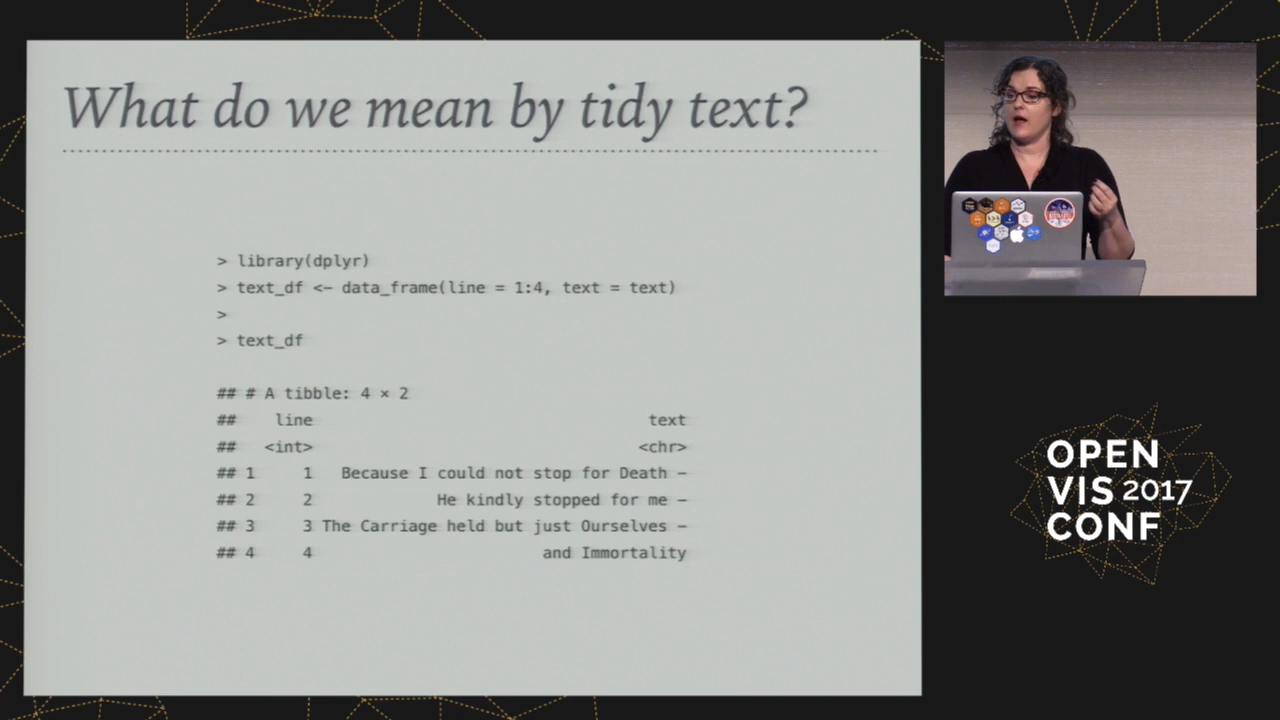 What do we mean by tidy text?
> library(dplyr)
> text_df <- data_frame(line = 1:4, text = text)
>
> text_df
## # A tibble: 4 × 2
## line text
## <int> <chr>
## 1 1 Because I could not stop for Death -
## 2 2 He kindly stopped for me -
## 3 3 The Carriage held but just Ourselves -
## 4 4 and Immortality
OPEN
VIS 2017
CONF